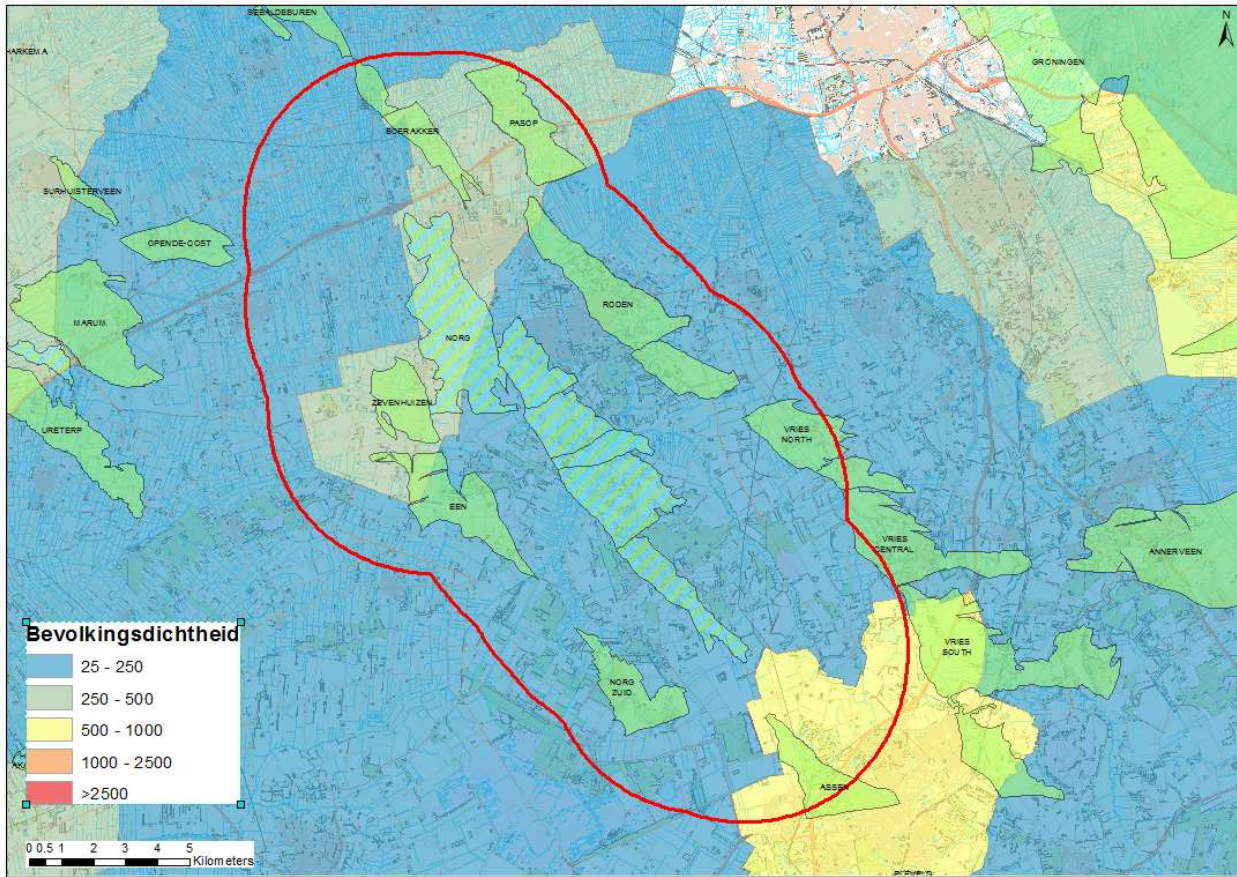 SEBALDEBUREN
N
HARKEMA
GRONINGEN
BOERAKKER
PASOP
SURHUISTERVEEN
OPENDE-OOST
MARUM
RODEN
NORG
ZEVENHUIZEN
URETERP
VRIES
NORTH
EEN
VRIES
CENTRAL
ANNERVEEN
Bevolkingsdichtheid
25 - 250
250 - 500
500 - 1000
1000 - 2500
>2500
VRIES
SOUTH
NORG
ZUID
ASSEN
0 0.5 1 2 3 4 5
Kilometers